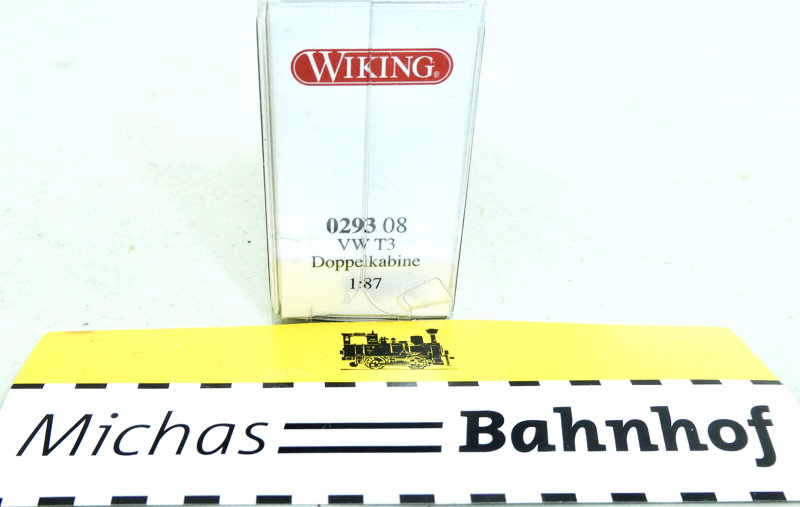 WIKING®
0293 08
VW T3
Doppelkabine
1:87
Michas Bahnhof